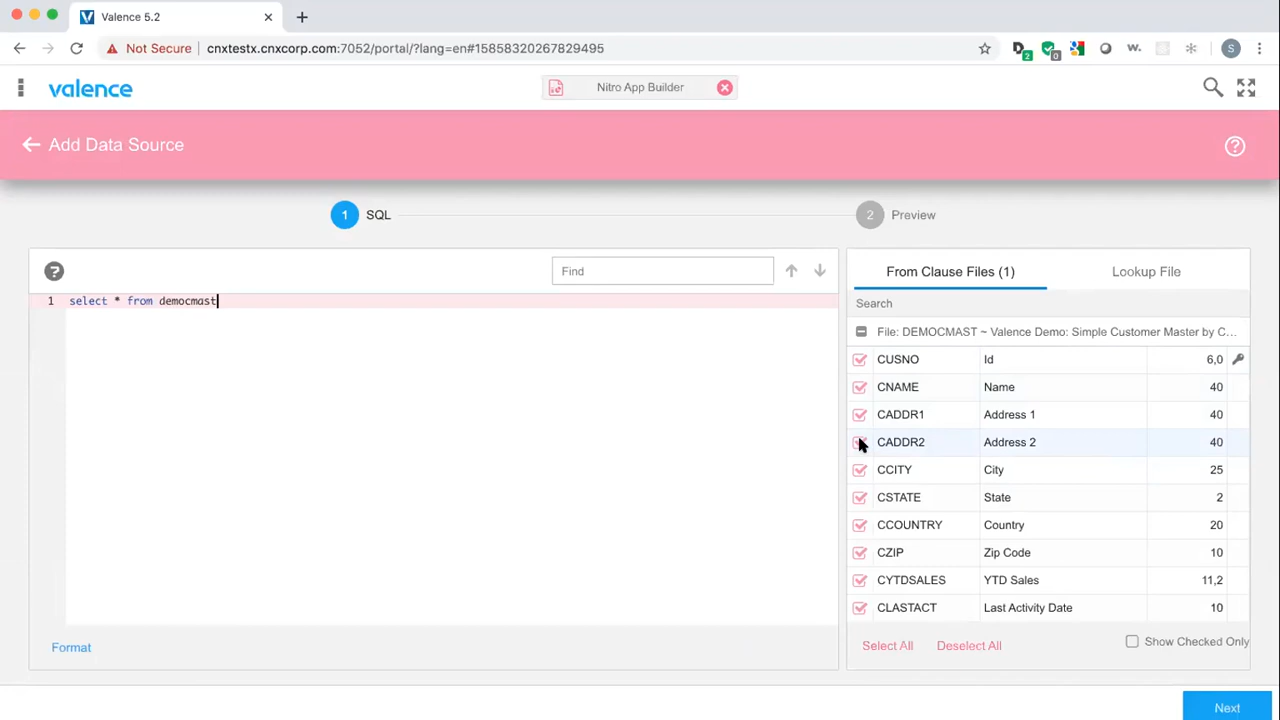 Valence 5.2
Not Secure cnxtestx.cnxcorp.com:7052/portal/?lang=en#15858320267829495
2 0 w. S
valence
Nitro App Builder
Add Data Source
1 SQL
2 Preview
Find
From Clause Files (1) Lookup File
1 select * from democmast
Search
File: DEMOCMAST ~ Valence Demo: Simple Customer Master by C...
CUSNO Id 6,0
CNAME Name 40
CADDR1 Address 1 40
CADDR2 Address 2 40
CCITY City 25
CSTATE State 2
CCOUNTRY Country 20
CZIP Zip Code 10
CYTDSALES YTD Sales 11,2
CLASTACT Last Activity Date 10
Format
Select All Deselect All Show Checked Only
Next